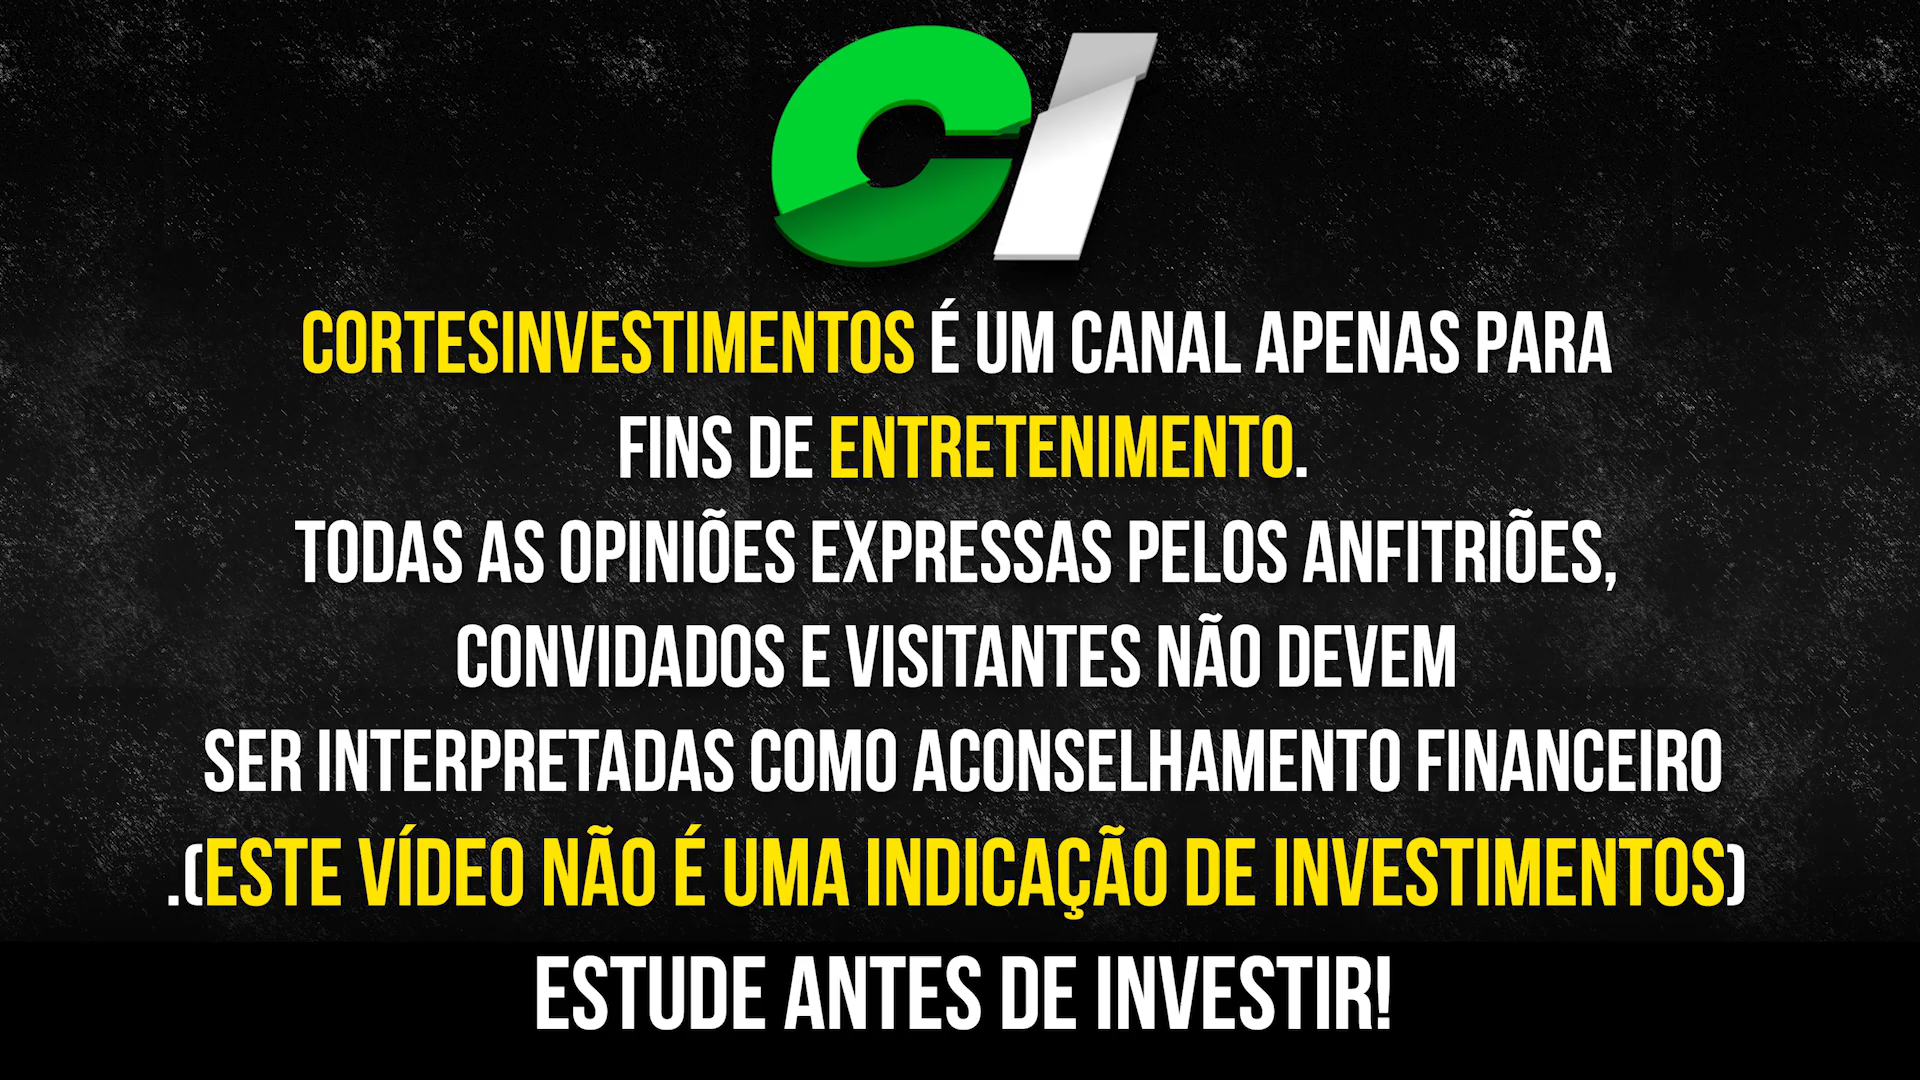 CI
CORTESINVESTIMENTOS É UM CANAL APENAS PARA
FINS DE ENTRETENIMENTO.
TODAS AS OPINIÕES EXPRESSAS PELOS ANFITRIÕES,
CONVIDADOS E VISITANTES NÃO DEVEM
SER INTERPRETADAS COMO ACONSELHAMENTO FINANCEIRO
.(ESTE VÍDEO NÃO É UMA INDICAÇÃO DE INVESTIMENTOS)
ESTUDE ANTES DE INVESTIR!